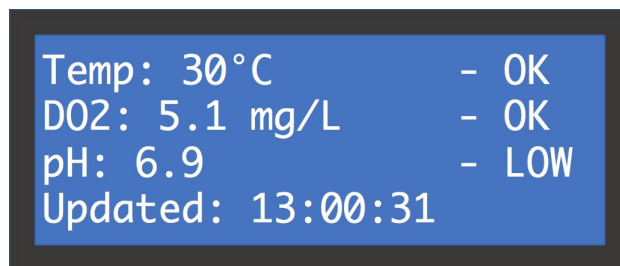 Temp: 30°C - OK
DO2: 5.1 mg/L - OK
pH: 6.9 - LOW
Updated: 13:00:31